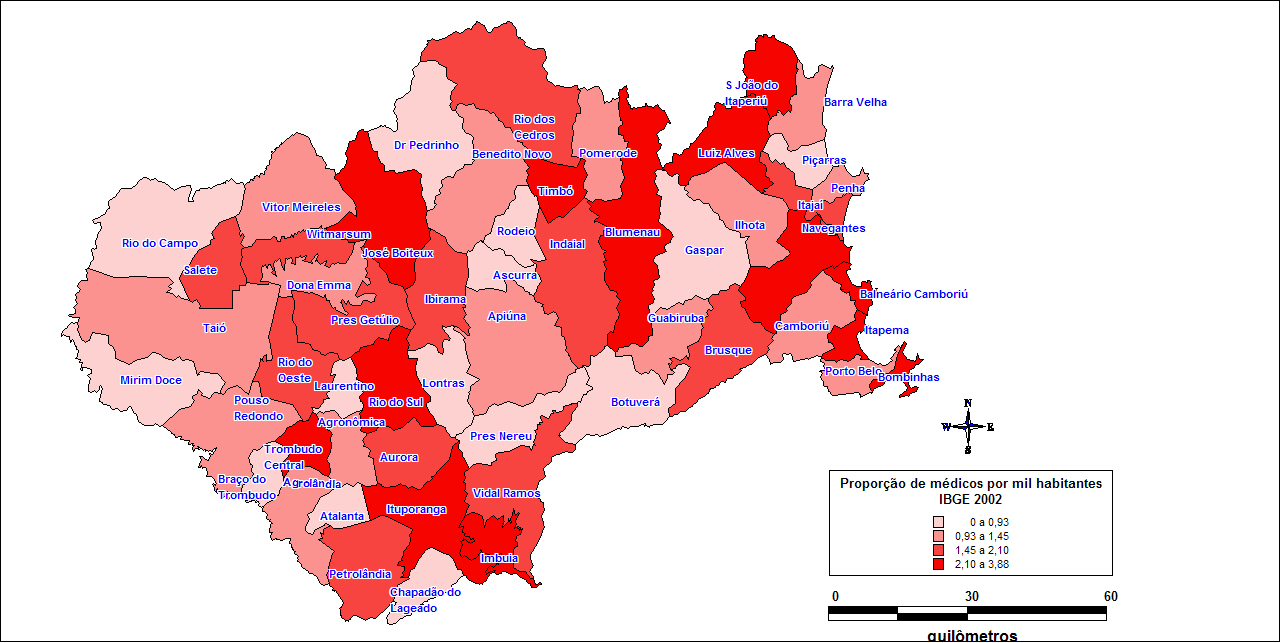 S João do
Itaperiú
Barra Velha
Rio dos
Cedros
Dr Pedrinho
Benedito Novo
Pomerode
Luiz Alves
Piçarras
Timbó
Penha
Vitor Meireles
Itajaí
Ilhota
Navegantes
Witmarsum
Rodeio
Blumenau
Rio do Campo
José Boiteux
Indaial
Gaspar
Salete
Ascurra
Dona Emma
Balneário Camboriú
Ibirama
Apiúna
Guabiruba
Pres Getúlio
Taió
Camboriú
Itapema
Brusque
Rio do
Oeste
Porto Belo
Bombinhas
Mirim Doce
Laurentino
Lontras
Pouso
Redondo
Rio do Sul
Botuverá
Agronômica
Pres Nereu
Trombudo
Central
Aurora
Braço do
Trombudo
Agrolândia
Vidal Ramos
Atalanta
Ituporanga
Imbuia
Petrolândia
Chapadão do
Lageado
N
W E
S
Proporção de médicos por mil habitantes
IBGE 2002
0 a 0,93
0,93 a 1,45
1,45 a 2,10
2,10 a 3,88
0 30 60
quilômetros